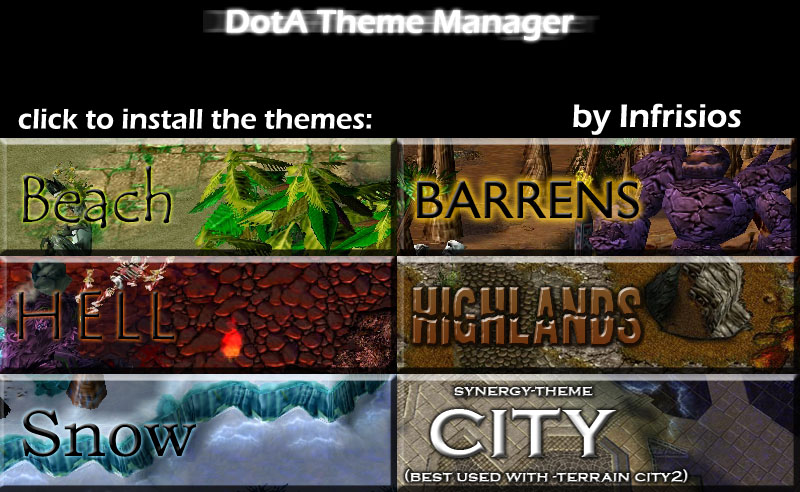 DotA Theme Manager
click to install the themes:
by Infrisios
Beach
BARRENS
HELL
HIGHLANDS
Snow
SYNERGY-THEME
CITY
(BEST USED WITH -TERRAIN CITY2)